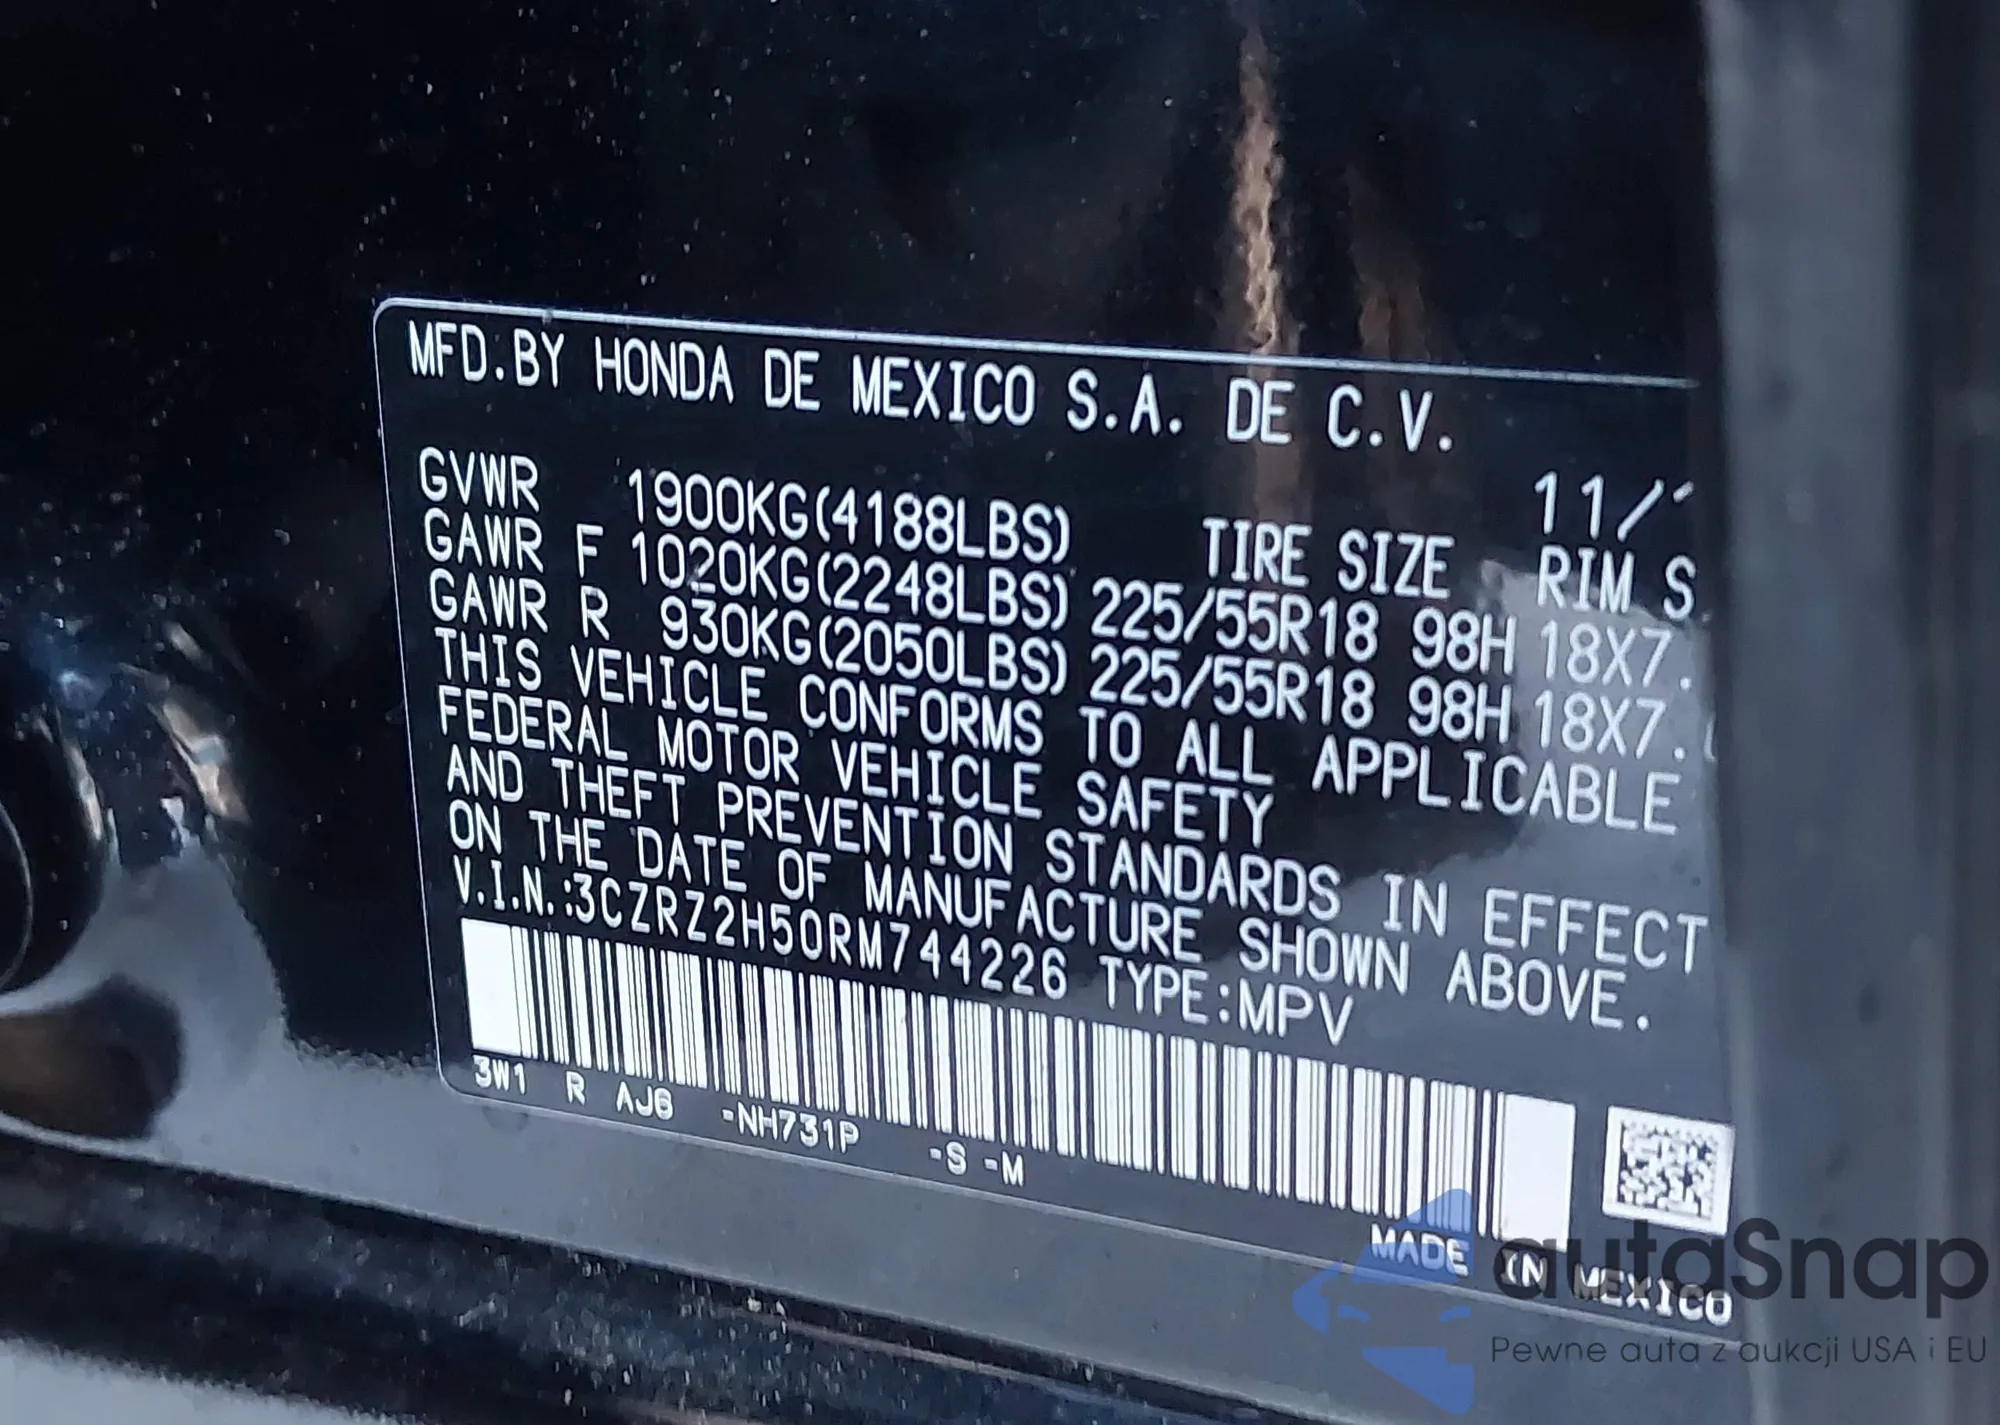 MFD.BY HONDA DE MEXICO S.A. DE C.V.
11/
GVWR 1900KG(4188LBS) TIRE SIZE RIM S
GAWR F 1020KG(2248LBS) 225/55R18 98H 18X7.
GAWR R 930KG(2050LBS) 225/55R18 98H 18X7.
THIS VEHICLE CONFORMS TO ALL APPLICABLE
FEDERAL MOTOR VEHICLE SAFETY
AND THEFT PREVENTION STANDARDS IN EFFECT
ON THE DATE OF MANUFACTURE SHOWN ABOVE.
V.I.N.:3CZRZ2H50RM744226 TYPE:MPV
3W1 R AJ6 -NH731P -S -M
MADE IN MEXICO
autaSnap
Pewne auta z aukcji USA i EU